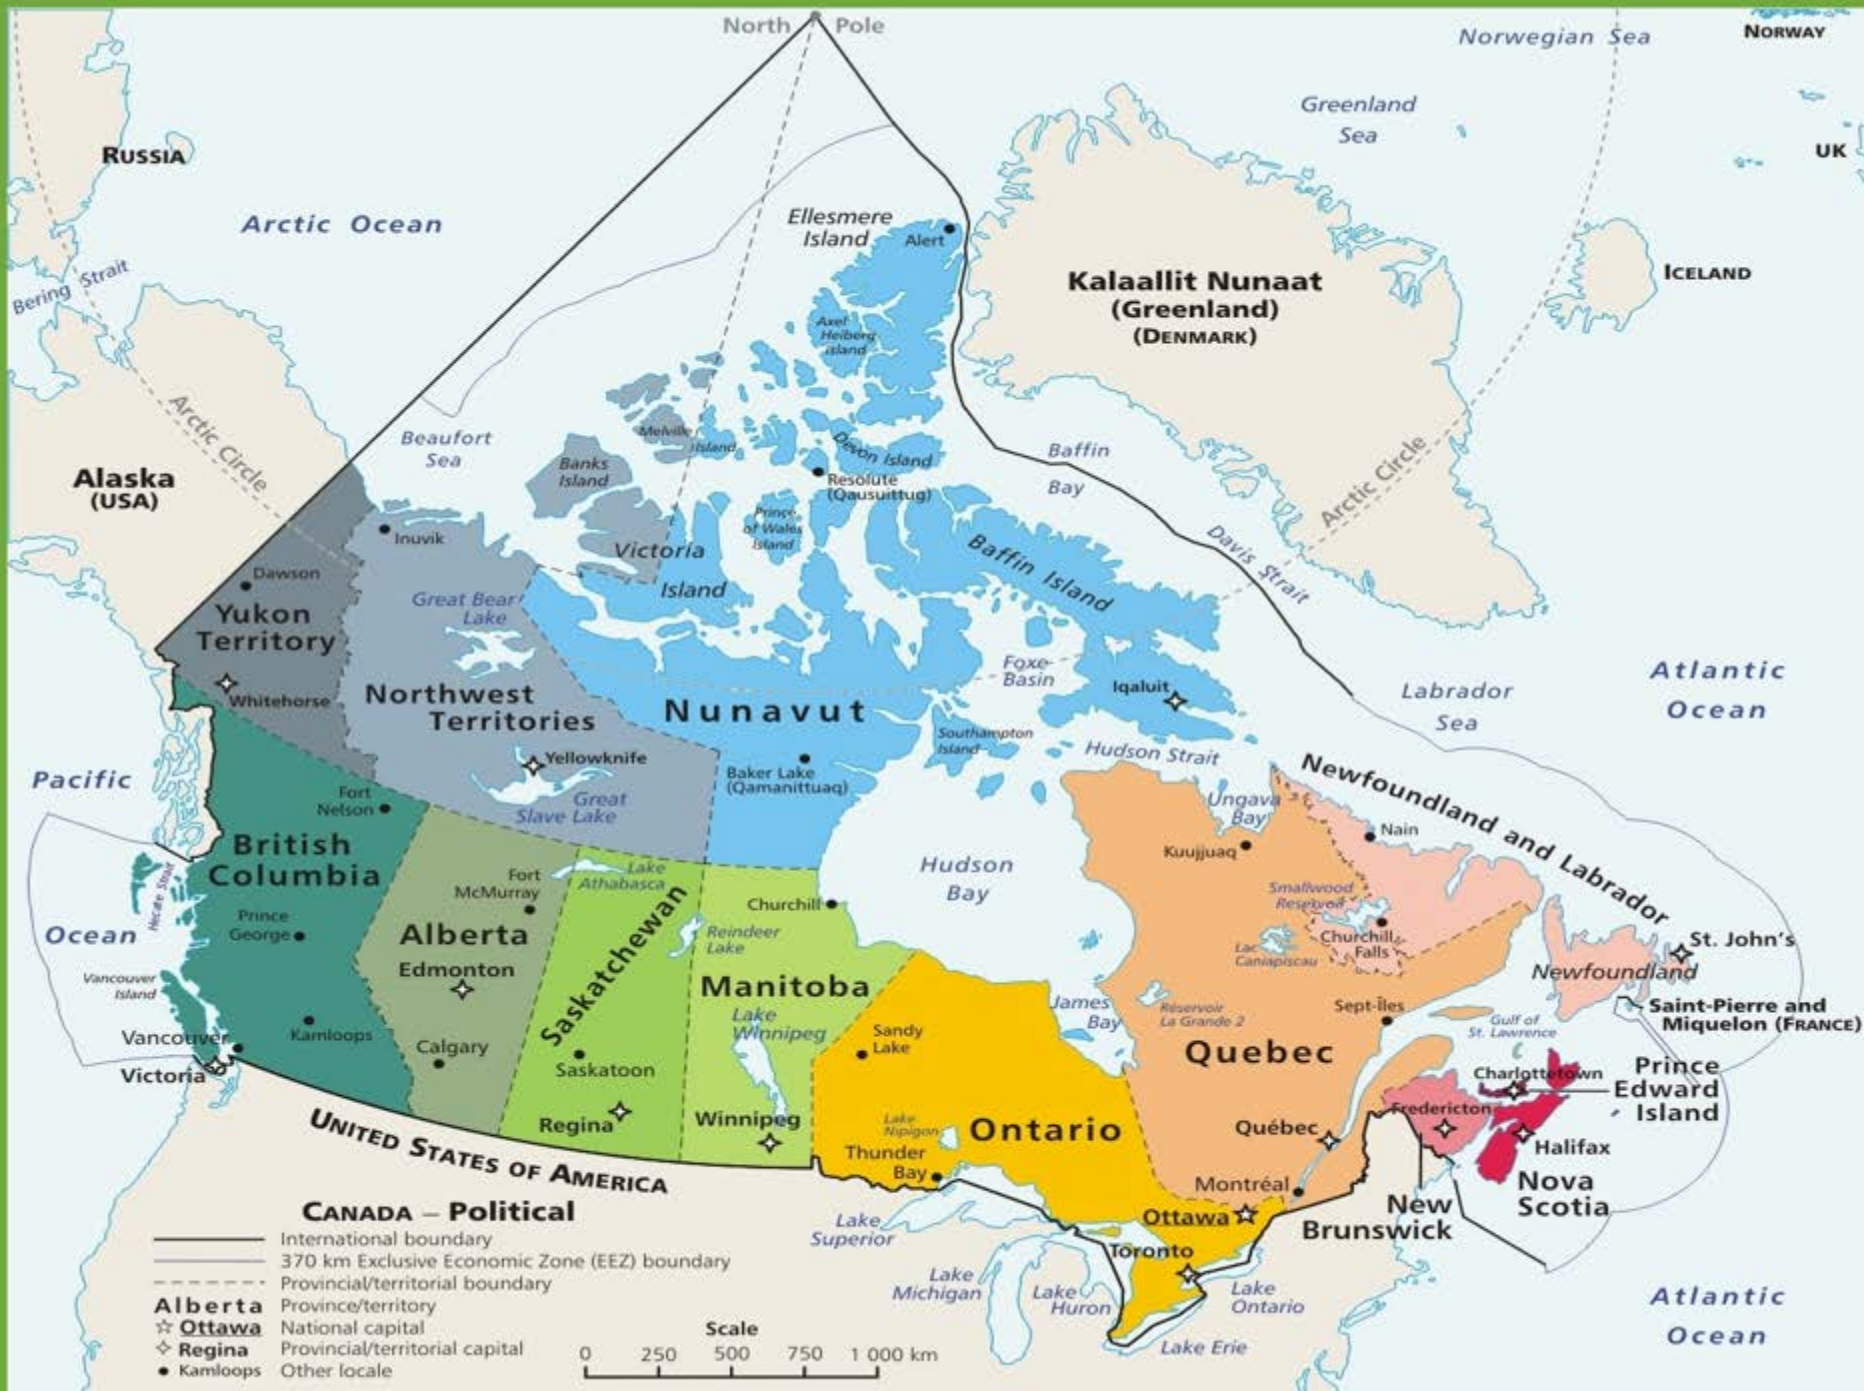 North Pole
Norwegian Sea
NORWAY
Greenland
Sea
UK
RUSSIA
Arctic Ocean
Bering Strait
Ellesmere
Island
Alert
Kalaallit Nunaat
(Greenland)
(DENMARK)
ICELAND
Axel
Heiberg
Island
Arctic Circle
Beaufort
Sea
Melville
Island
Banks
Island
Devon Island
Resolute
(Qausuittug)
Baffin
Bay
Arctic Circle
Alaska
(USA)
Prince
of Wales
Island
Inuvik
Victoria
Island
Baffin Island
Davis Strait
Dawson
Yukon
Territory
Great Bear
Lake
Whitehorse
Northwest
Territories
Nunavut
Foxe
Basin
Iqaluit
Labrador
Sea
Atlantic
Ocean
Southampton
Island
Hudson Strait
Yellowknife
Great
Slave Lake
Baker Lake
(Qamanittuaq)
Newfoundland and Labrador
Pacific
Ocean
Fort
Nelson
Ungava
Bay
Nain
Kuujjuaq
British
Columbia
Hecate Strait
Fort
McMurray
Lake
Athabasca
Hudson
Bay
Smallwood
Reservoir
Churchill
Prince
George
Alberta
Edmonton
Saskatchewan
Reindeer
Lake
Churchill
Falls
Lac
Caniapiscau
St. John's
Newfoundland
Vancouver
Island
Manitoba
Lake
Winnipeg
James
Bay
Réservoir
La Grande 2
Sept-Îles
Gulf of
St. Lawrence
Saint-Pierre and
Miquelon (FRANCE)
Vancouver
Victoria
Kamloops
Calgary
Saskatoon
Sandy
Lake
Quebec
Charlottetown
Prince
Edward
Island
Regina
Winnipeg
Lake
Nipigon
Ontario
Québec
Fredericton
Halifax
UNITED STATES OF AMERICA
Thunder
Bay
Montréal
Nova
Scotia
New
Brunswick
Ottawa
Lake
Superior
Toronto
Lake
Michigan
Lake
Huron
Lake
Ontario
Lake Erie
Atlantic
Ocean
CANADA – Political
International boundary
370 km Exclusive Economic Zone (EEZ) boundary
Provincial/territorial boundary
Alberta Province/territory
Ottawa National capital
Regina Provincial/territorial capital
Kamloops Other locale
Scale
0 250 500 750 1 000 km